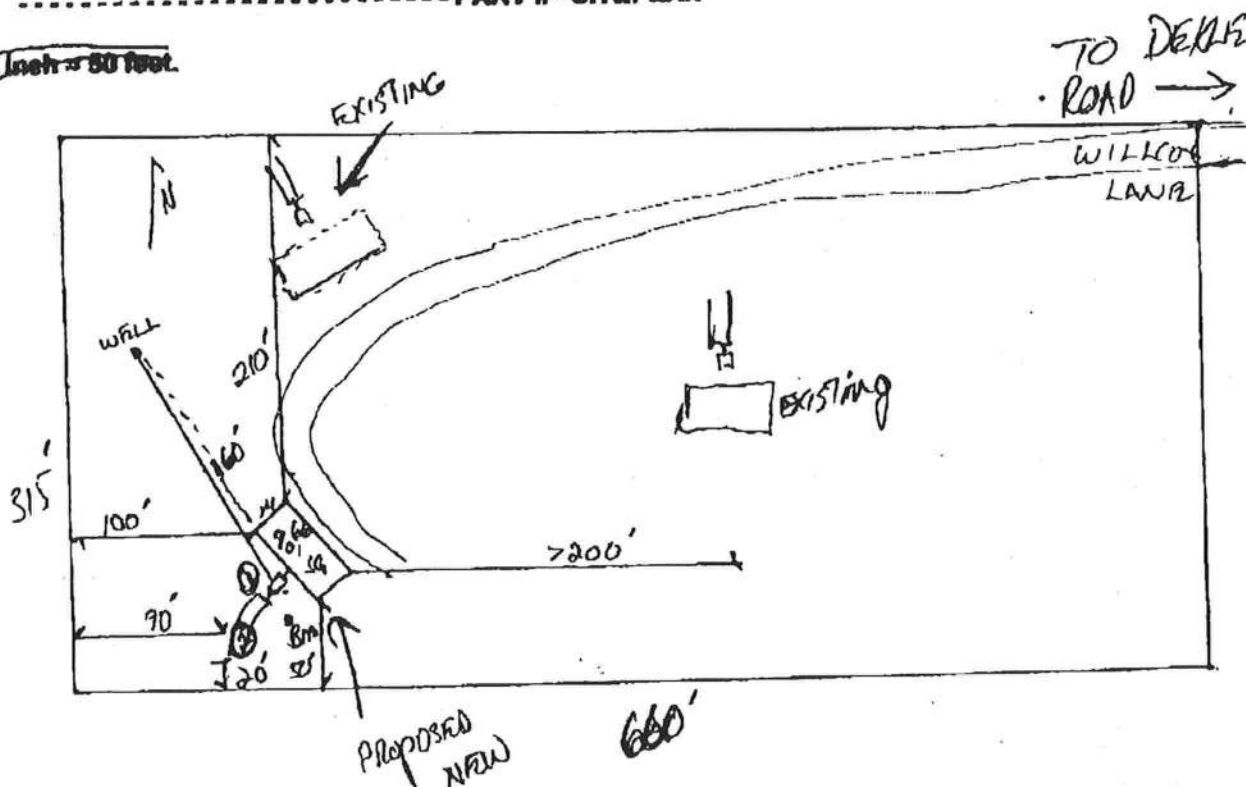 Inch = 50 feet.
TO
ROAD →
EXISTING
N
WILLCOX
LANE
WELL
210'
EXISTING
60'
315'
100'
>200'
90'
BM
20'
PROPOSED
NEW
660'